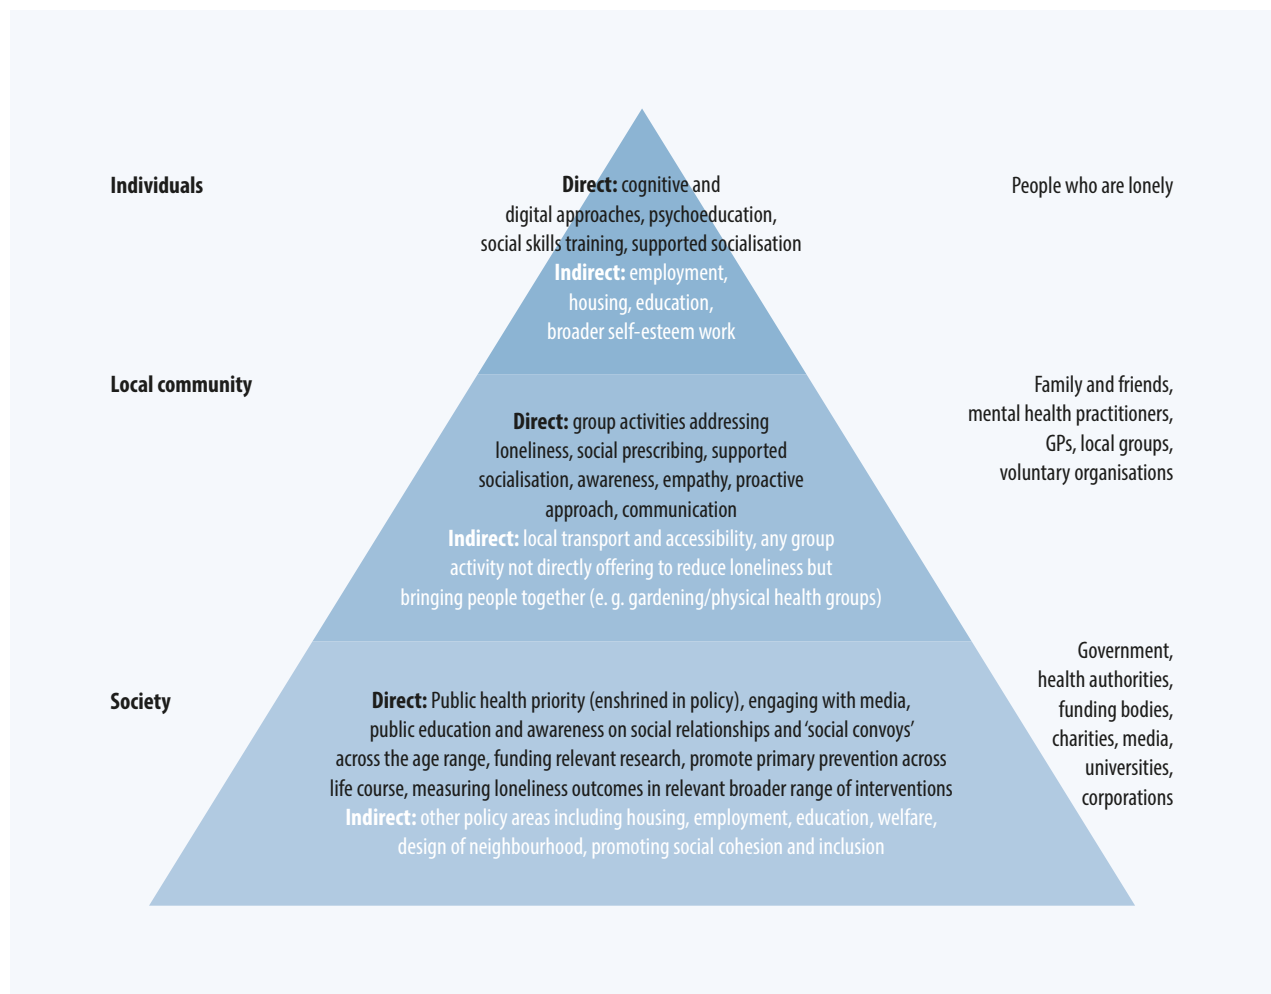 Individuals
Direct: cognitive and
digital approaches, psychoeducation,
social skills training, supported socialisation
Indirect: employment,
housing, education,
broader self-esteem work
People who are lonely
Local community
Direct: group activities addressing
loneliness, social prescribing, supported
socialisation, awareness, empathy, proactive
approach, communication
Indirect: local transport and accessibility, any group
activity not directly offering to reduce loneliness but
bringing people together (e. g. gardening/physical health groups)
Family and friends,
mental health practitioners,
GPs, local groups,
voluntary organisations
Society
Direct: Public health priority (enshrined in policy), engaging with media,
public education and awareness on social relationships and ‘social convoys’
across the age range, funding relevant research, promote primary prevention across
life course, measuring loneliness outcomes in relevant broader range of interventions
Indirect: other policy areas including housing, employment, education, welfare,
design of neighbourhood, promoting social cohesion and inclusion
Government,
health authorities,
funding bodies,
charities, media,
universities,
corporations